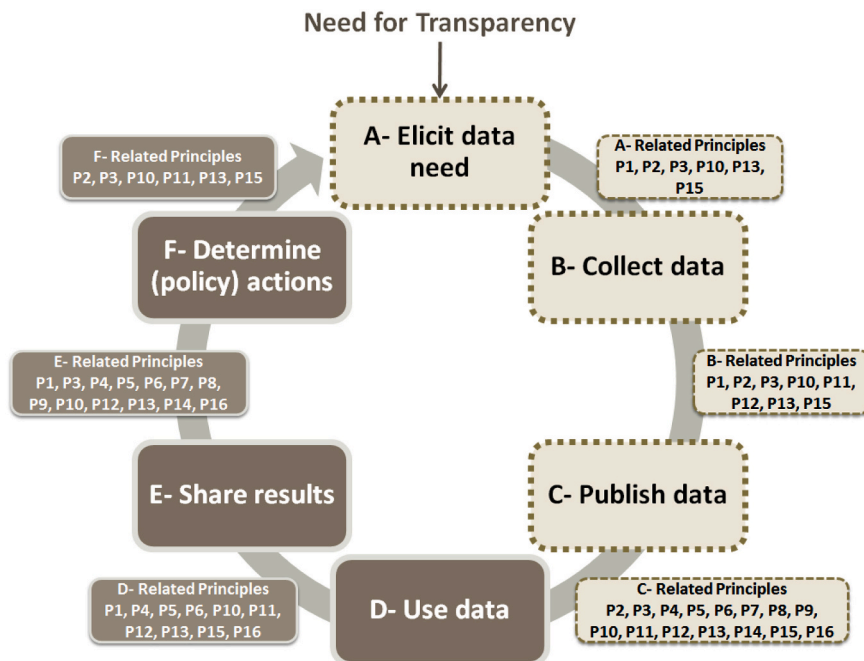 Need for Transparency
A- Elicit data
need
A- Related Principles
P1, P2, P3, P10, P13,
P15
B- Collect data
B- Related Principles
P1, P2, P3, P10, P11,
P12, P13, P15
C- Publish data
C- Related Principles
P2, P3, P4, P5, P6, P7, P8, P9,
P10, P11, P12, P13, P14, P15, P16
D- Use data
D- Related Principles
P1, P4, P5, P6, P10, P11,
P12, P13, P15, P16
E- Share results
E- Related Principles
P1, P3, P4, P5, P6, P7, P8,
P9, P10, P12, P13, P14, P16
F- Determine
(policy) actions
F- Related Principles
P2, P3, P10, P11, P13, P15